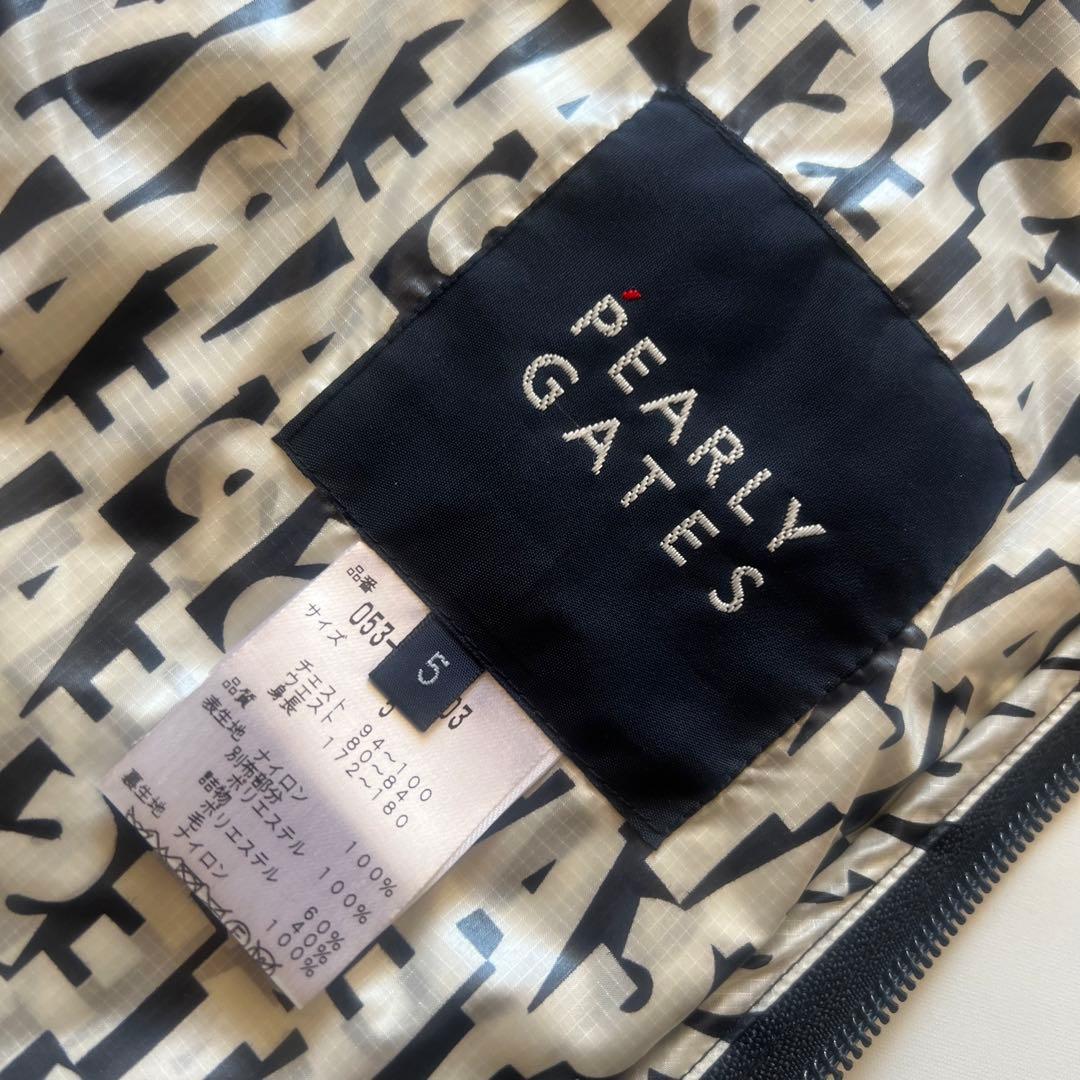 PEARLY
GATES
5
品番
053-
03
サイズ
チェスト 94~100
ウエスト 80~84
身長 172~180
品質
表生地 ナイロン 100%
別布部分
ポリエステル 100%
詰物 ポリエステル 60%
毛 40%
裏生地 ナイロン 100%